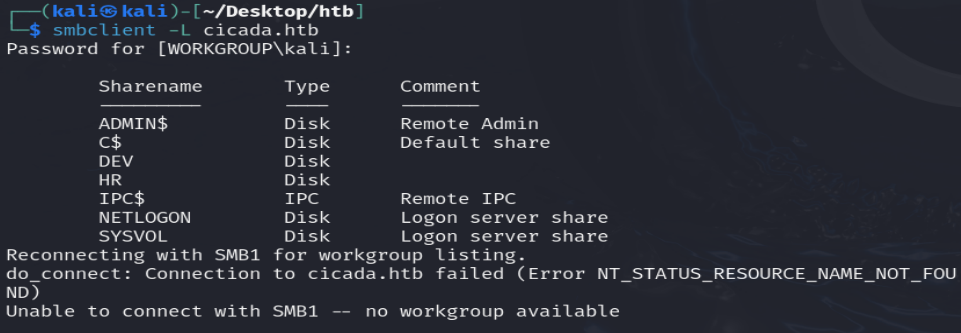 ┌──(kali㉿kali)-[~/Desktop/htb]
└─$ smbclient -L cicada.htb
Password for [WORKGROUP\kali]:

        Sharename       Type      Comment
        ---------       ----      -------
        ADMIN$          Disk      Remote Admin
        C$              Disk      Default share
        DEV             Disk
        HR              Disk
        IPC$            IPC       Remote IPC
        NETLOGON        Disk      Logon server share
        SYSVOL          Disk      Logon server share
Reconnecting with SMB1 for workgroup listing.
do_connect: Connection to cicada.htb failed (Error NT_STATUS_RESOURCE_NAME_NOT_FOU
ND)
Unable to connect with SMB1 -- no workgroup available